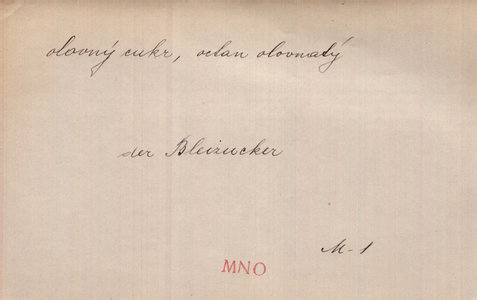 olovný cukr, octan olovnatý
der Bleizucker
M-1
MNO